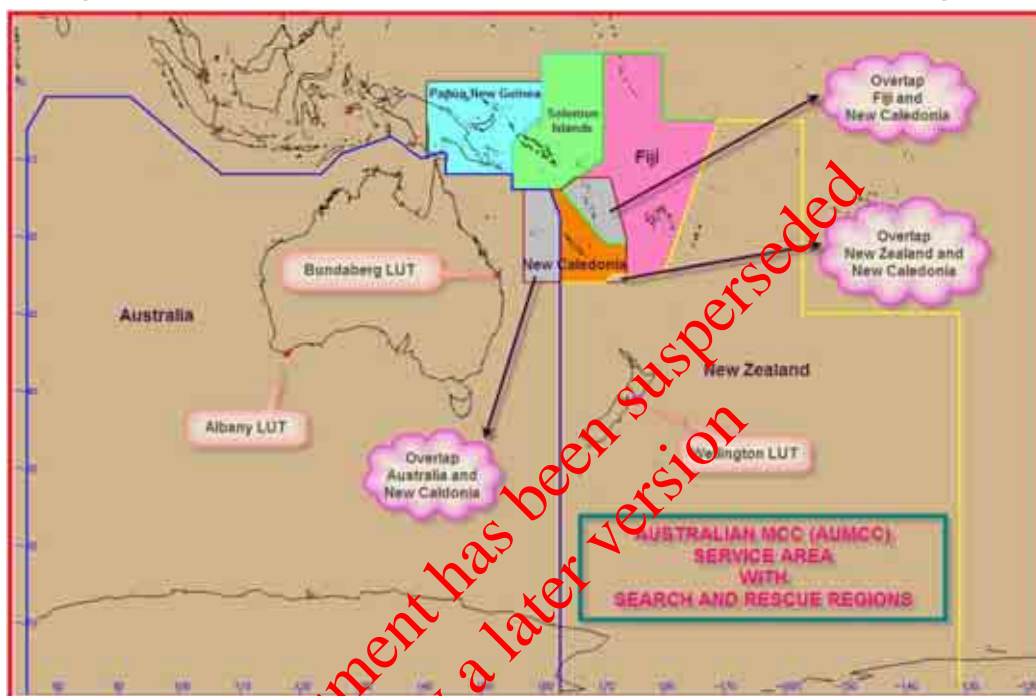 Papua New Guinea
Solomon
Islands
Fiji
Overlap
Fiji and
New Caledonia
Overlap
New Zealand and
New Caledonia
New Caledonia
Bundaberg LUT
Australia
New Zealand
Albany LUT
Wellington LUT
Overlap
Australia and
New Caldonia
AUSTRALIAN MCC (AUMCC)
SERVICE AREA
WITH
SEARCH AND RESCUE REGIONS
ment has been superseded
a later version